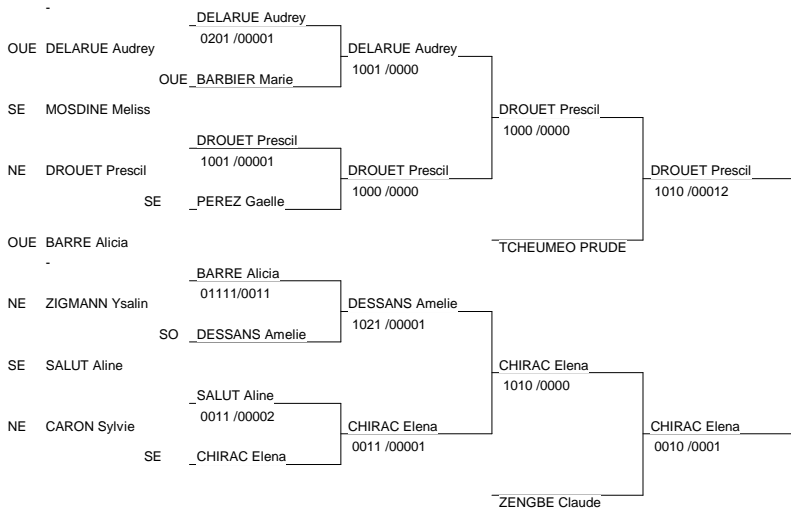 -
DELARUE Audrey
0201 /00001
OUE DELARUE Audrey
DELARUE Audrey
1001 /0000
OUE BARBIER Marie
SE MOSDINE Meliss
DROUET Prescil
1000 /0000
DROUET Prescil
1001 /00001
NE DROUET Prescil
DROUET Prescil
1000 /0000
DROUET Prescil
1010 /00012
SE PEREZ Gaelle
OUE BARRE Alicia
TCHEUMEO PRUDE
-
BARRE Alicia
01111/0011
NE ZIGMANN Ysalin
DESSANS Amelie
1021 /00001
SO DESSANS Amelie
SE SALUT Aline
CHIRAC Elena
1010 /0000
SALUT Aline
0011 /00002
NE CARON Sylvie
CHIRAC Elena
0011 /00001
CHIRAC Elena
0010 /0001
SE CHIRAC Elena
ZENGBE Claude